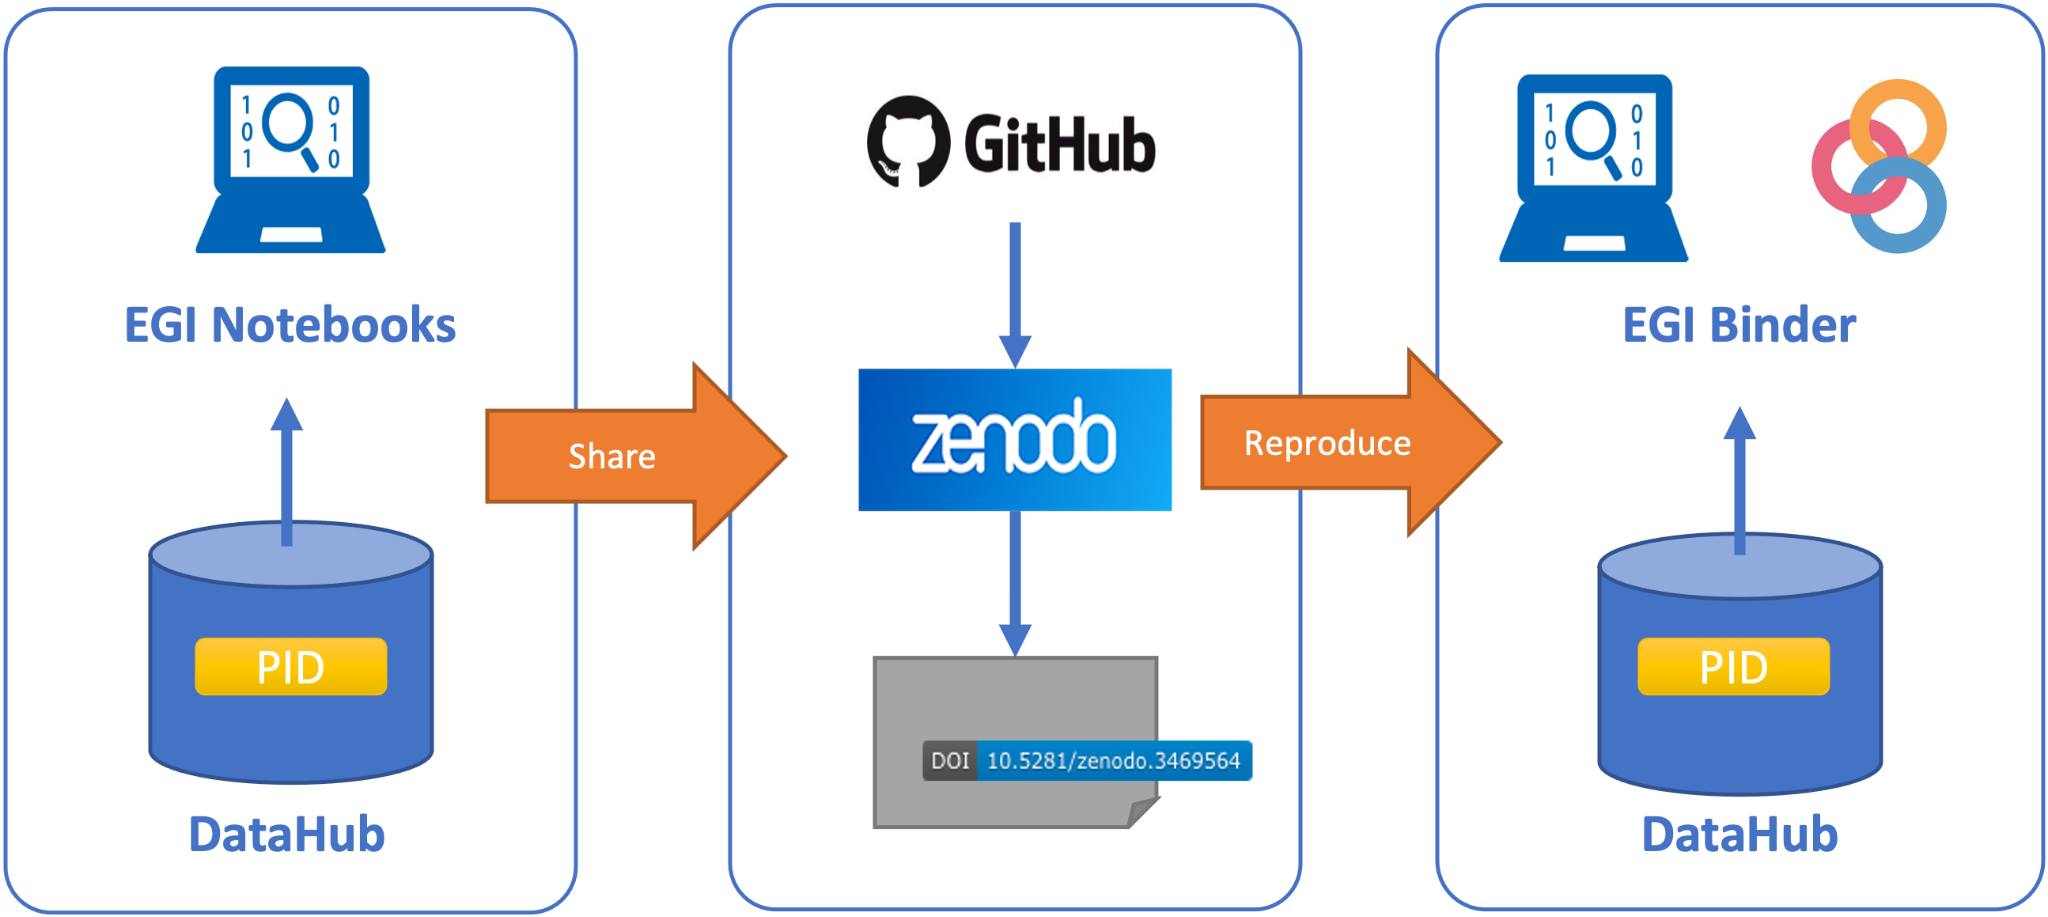 1 0
0 1
1 0
EGI Notebooks
PID
DataHub
Share
GitHub
zenodo
DOI 10.5281/zenodo.3469564
Reproduce
1 0
0 1
1 0
EGI Binder
PID
DataHub